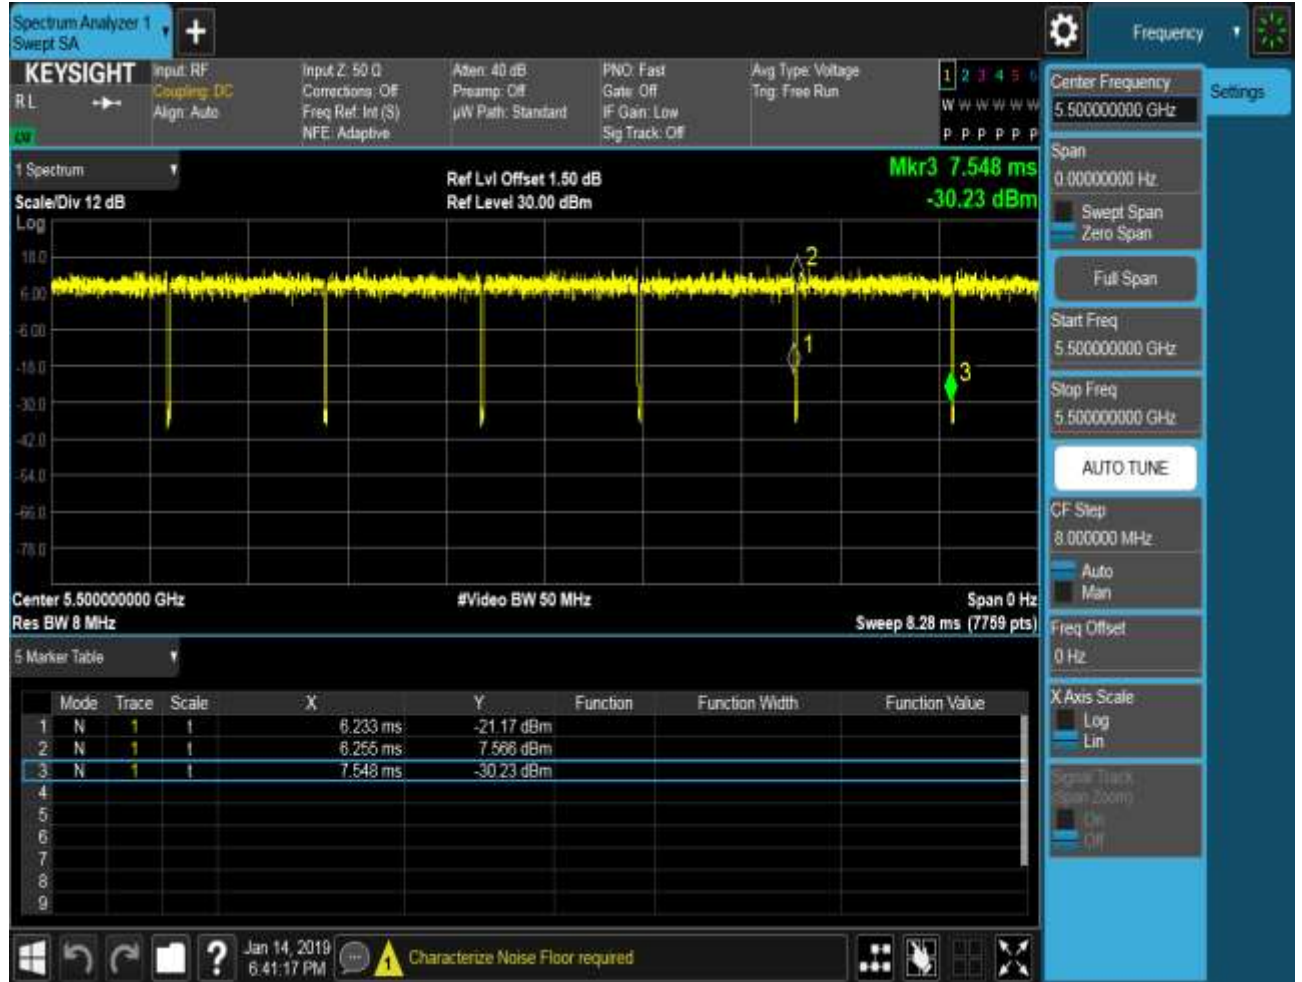 Spectrum Analyzer 1
Swept SA
Frequency
KEYSIGHT
RL
Input: RF
Coupling: DC
Align: Auto
Input Z: 50 Ω
Corrections: Off
Freq Ref: Int (S)
NFE: Adaptive
Atten: 40 dB
Preamp: Off
µW Path: Standard
PNO: Fast
Gate: Off
IF Gain: Low
Sig Track: Off
Avg Type: Voltage
Trig: Free Run
1 2 3 4 5 6
W W W W W W
P P P P P P
1 Spectrum
Scale/Div 12 dB
Ref Lvl Offset 1.50 dB
Ref Level 30.00 dBm
Mkr3 7.548 ms
-30.23 dBm
Log
18.0
6.00
-6.00
-18.0
-30.0
-42.0
-54.0
-66.0
-78.0
2
1
3
Center 5.500000000 GHz
#Video BW 50 MHz
Span 0 Hz
Res BW 8 MHz
Sweep 8.28 ms (7759 pts)
5 Marker Table
Mode Trace Scale X Y Function Function Width Function Value
1 N 1 t 6.233 ms -21.17 dBm
2 N 1 t 6.255 ms 7.566 dBm
3 N 1 t 7.548 ms -30.23 dBm
4
5
6
7
8
9
Jan 14, 2019
6:41:17 PM
?
1
Characterize Noise Floor required
Center Frequency
5.500000000 GHz
Settings
Span
0.00000000 Hz
Swept Span
Zero Span
Full Span
Start Freq
5.500000000 GHz
Stop Freq
5.500000000 GHz
AUTO TUNE
CF Step
8.000000 MHz
Auto
Man
Freq Offset
0 Hz
X Axis Scale
Log
Lin
Signal Track
(Span Zoom)
On
Off